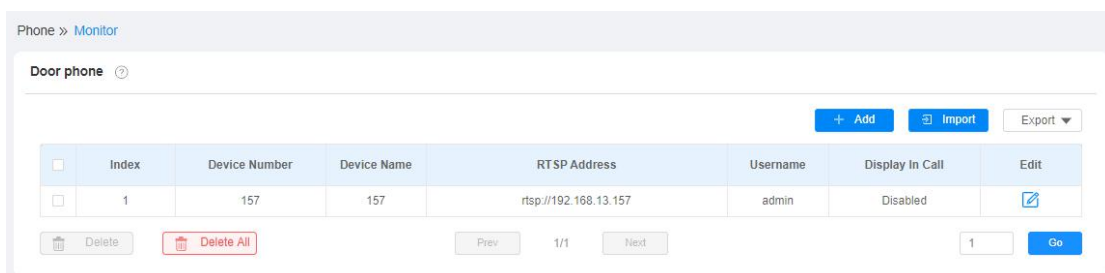 Phone » Monitor
Door phone ?
+ Add Import Export
Index Device Number Device Name RTSP Address Username Display In Call Edit
1 157 157 rtsp://192.168.13.157 admin Disabled
Delete Delete All Prev 1/1 Next 1 Go